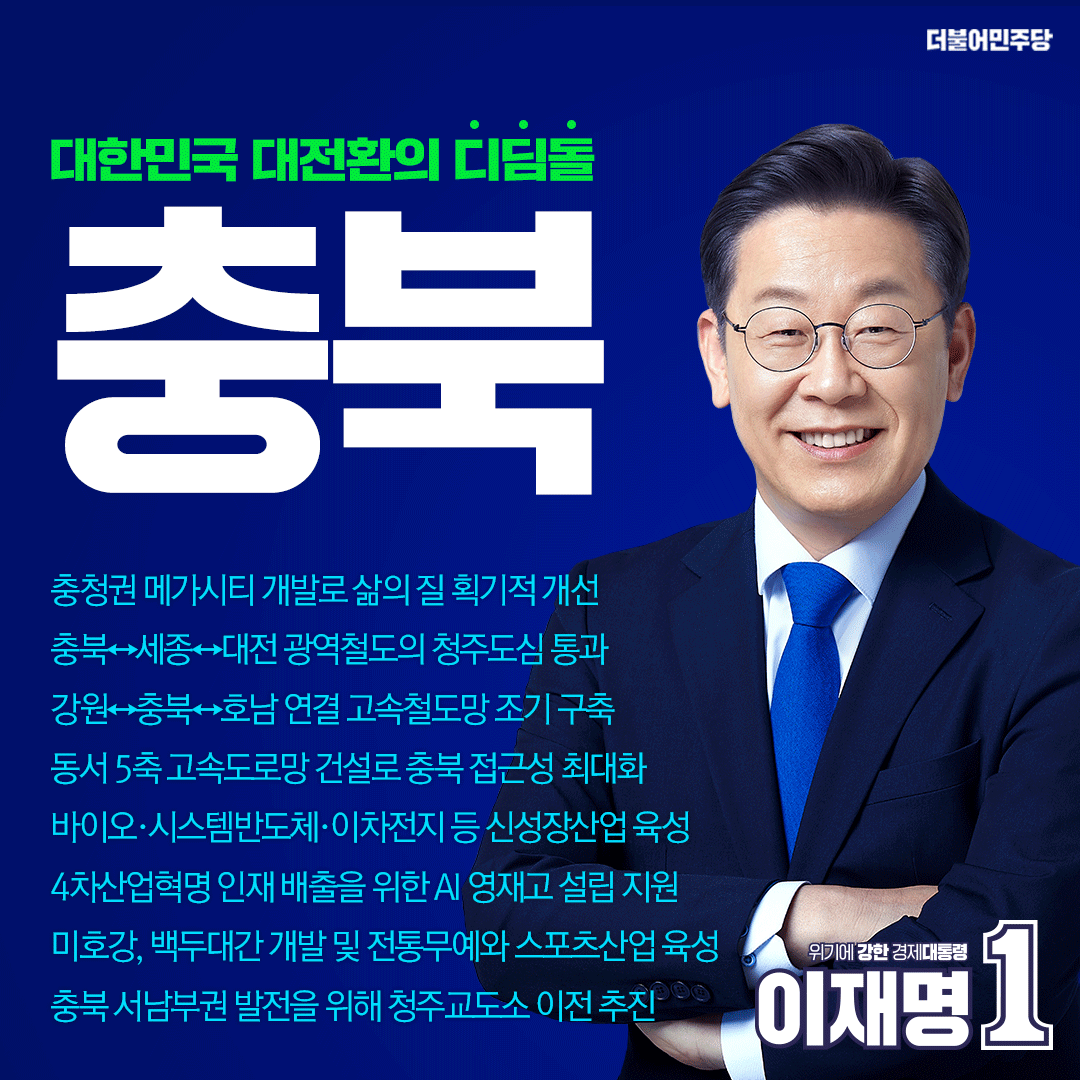 더불어민주당
대한민국 대전환의 디딤돌
충북
충청권 메가시티 개발로 삶의 질 획기적 개선
충북↔세종↔대전 광역철도의 청주도심 통과
강원↔충북↔호남 연결 고속철도망 조기 구축
동서 5축 고속도로망 건설로 충북 접근성 최대화
바이오·시스템반도체·이차전지 등 신성장산업 육성
4차산업혁명 인재 배출을 위한 AI 영재고 설립 지원
미호강, 백두대간 개발 및 전통무예와 스포츠산업 육성
충북 서남부권 발전을 위해 청주교도소 이전 추진
위기에 강한 경제대통령
이재명 1